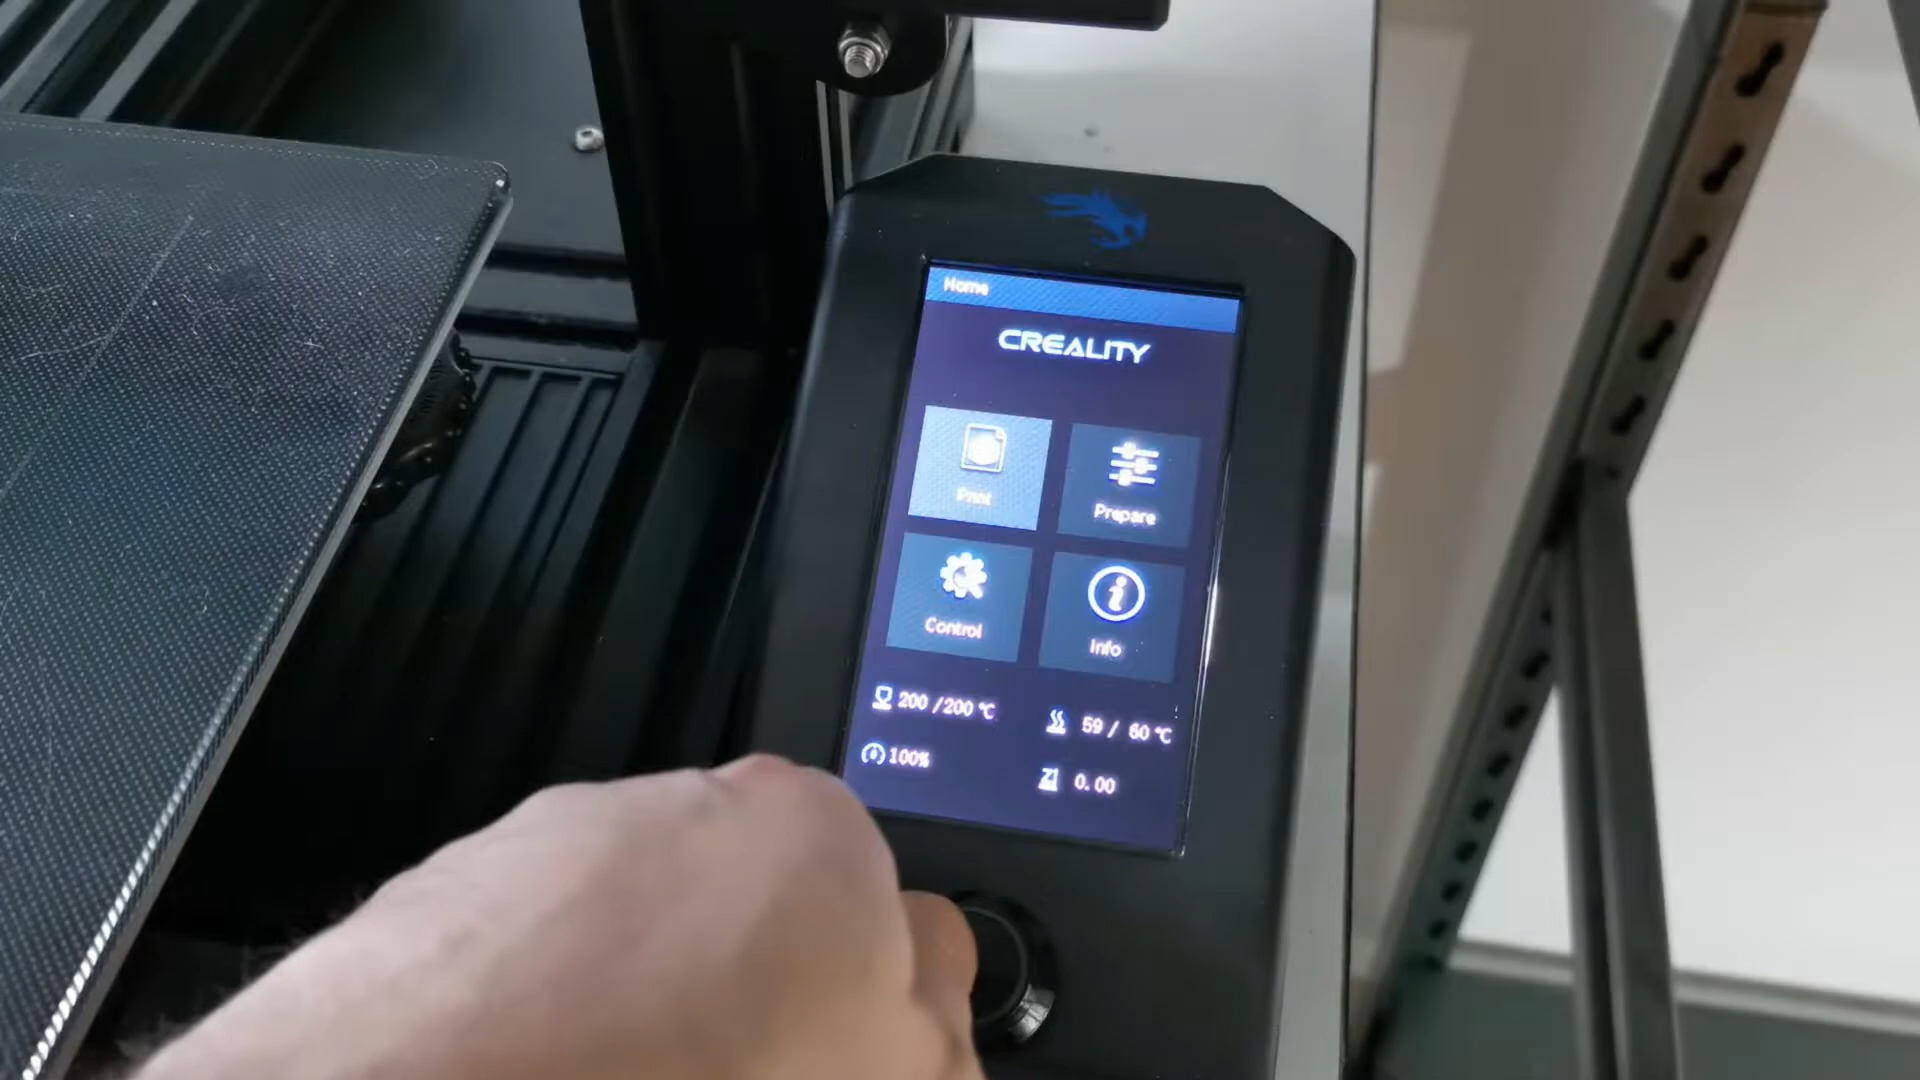 Home
CREALITY
Print
Prepare
Control
Info
200 /200 ℃
59 / 60 ℃
100%
0.00